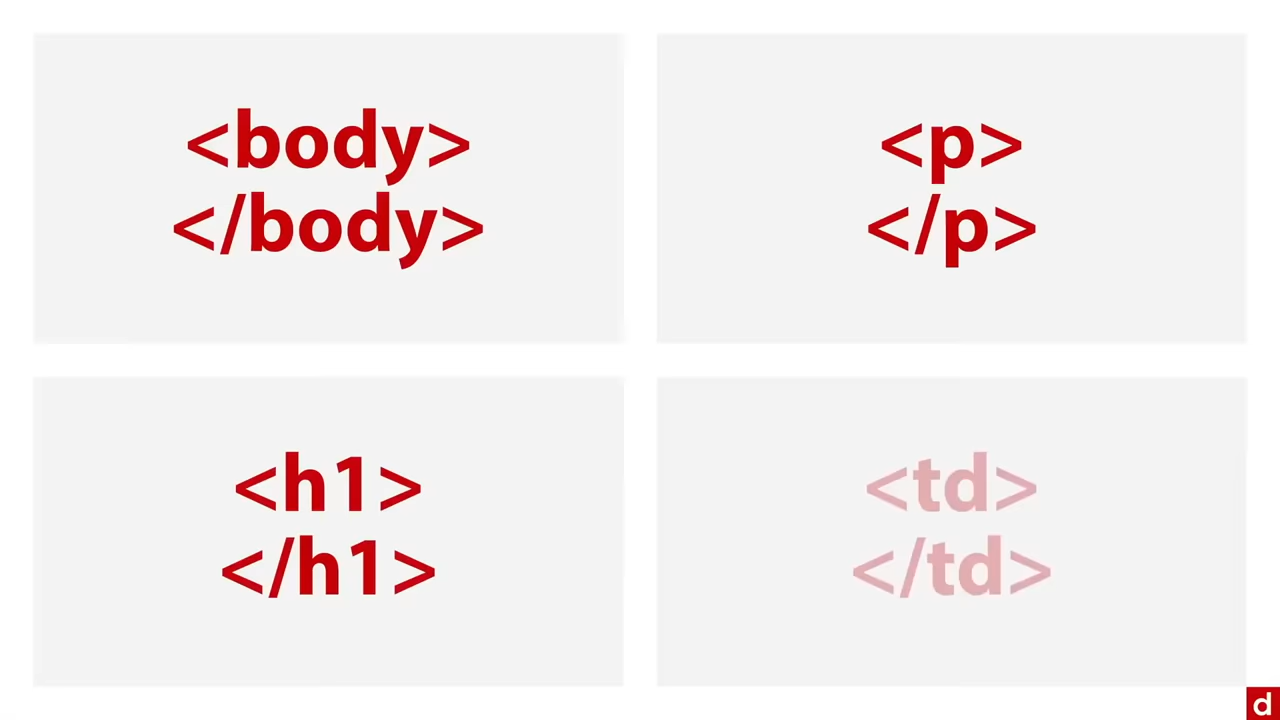 <body>
</body>
<p>
</p>
<h1>
</h1>
<td>
</td>
d